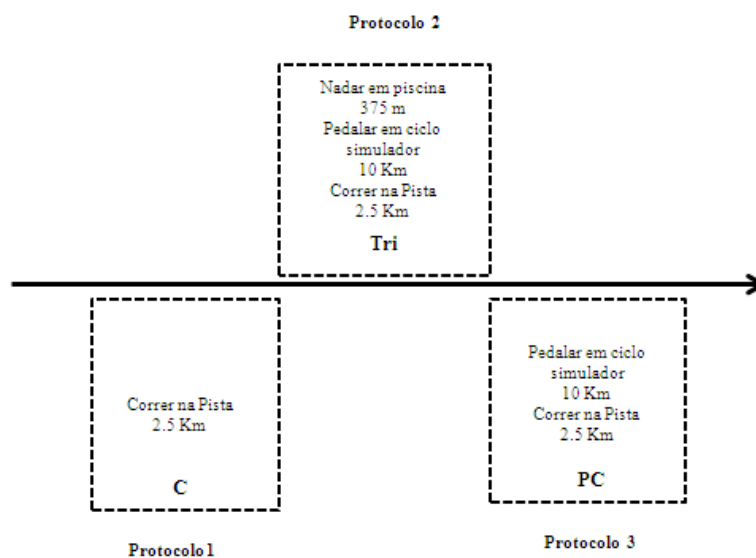 Protocolo 2
Nadar em piscina
375 m
Pedalar em ciclo
simulador
10 Km
Correr na Pista
2.5 Km
Tri
Correr na Pista
2.5 Km
C
Protocolo 1
Pedalar em ciclo
simulador
10 Km
Correr na Pista
2.5 Km
PC
Protocolo 3